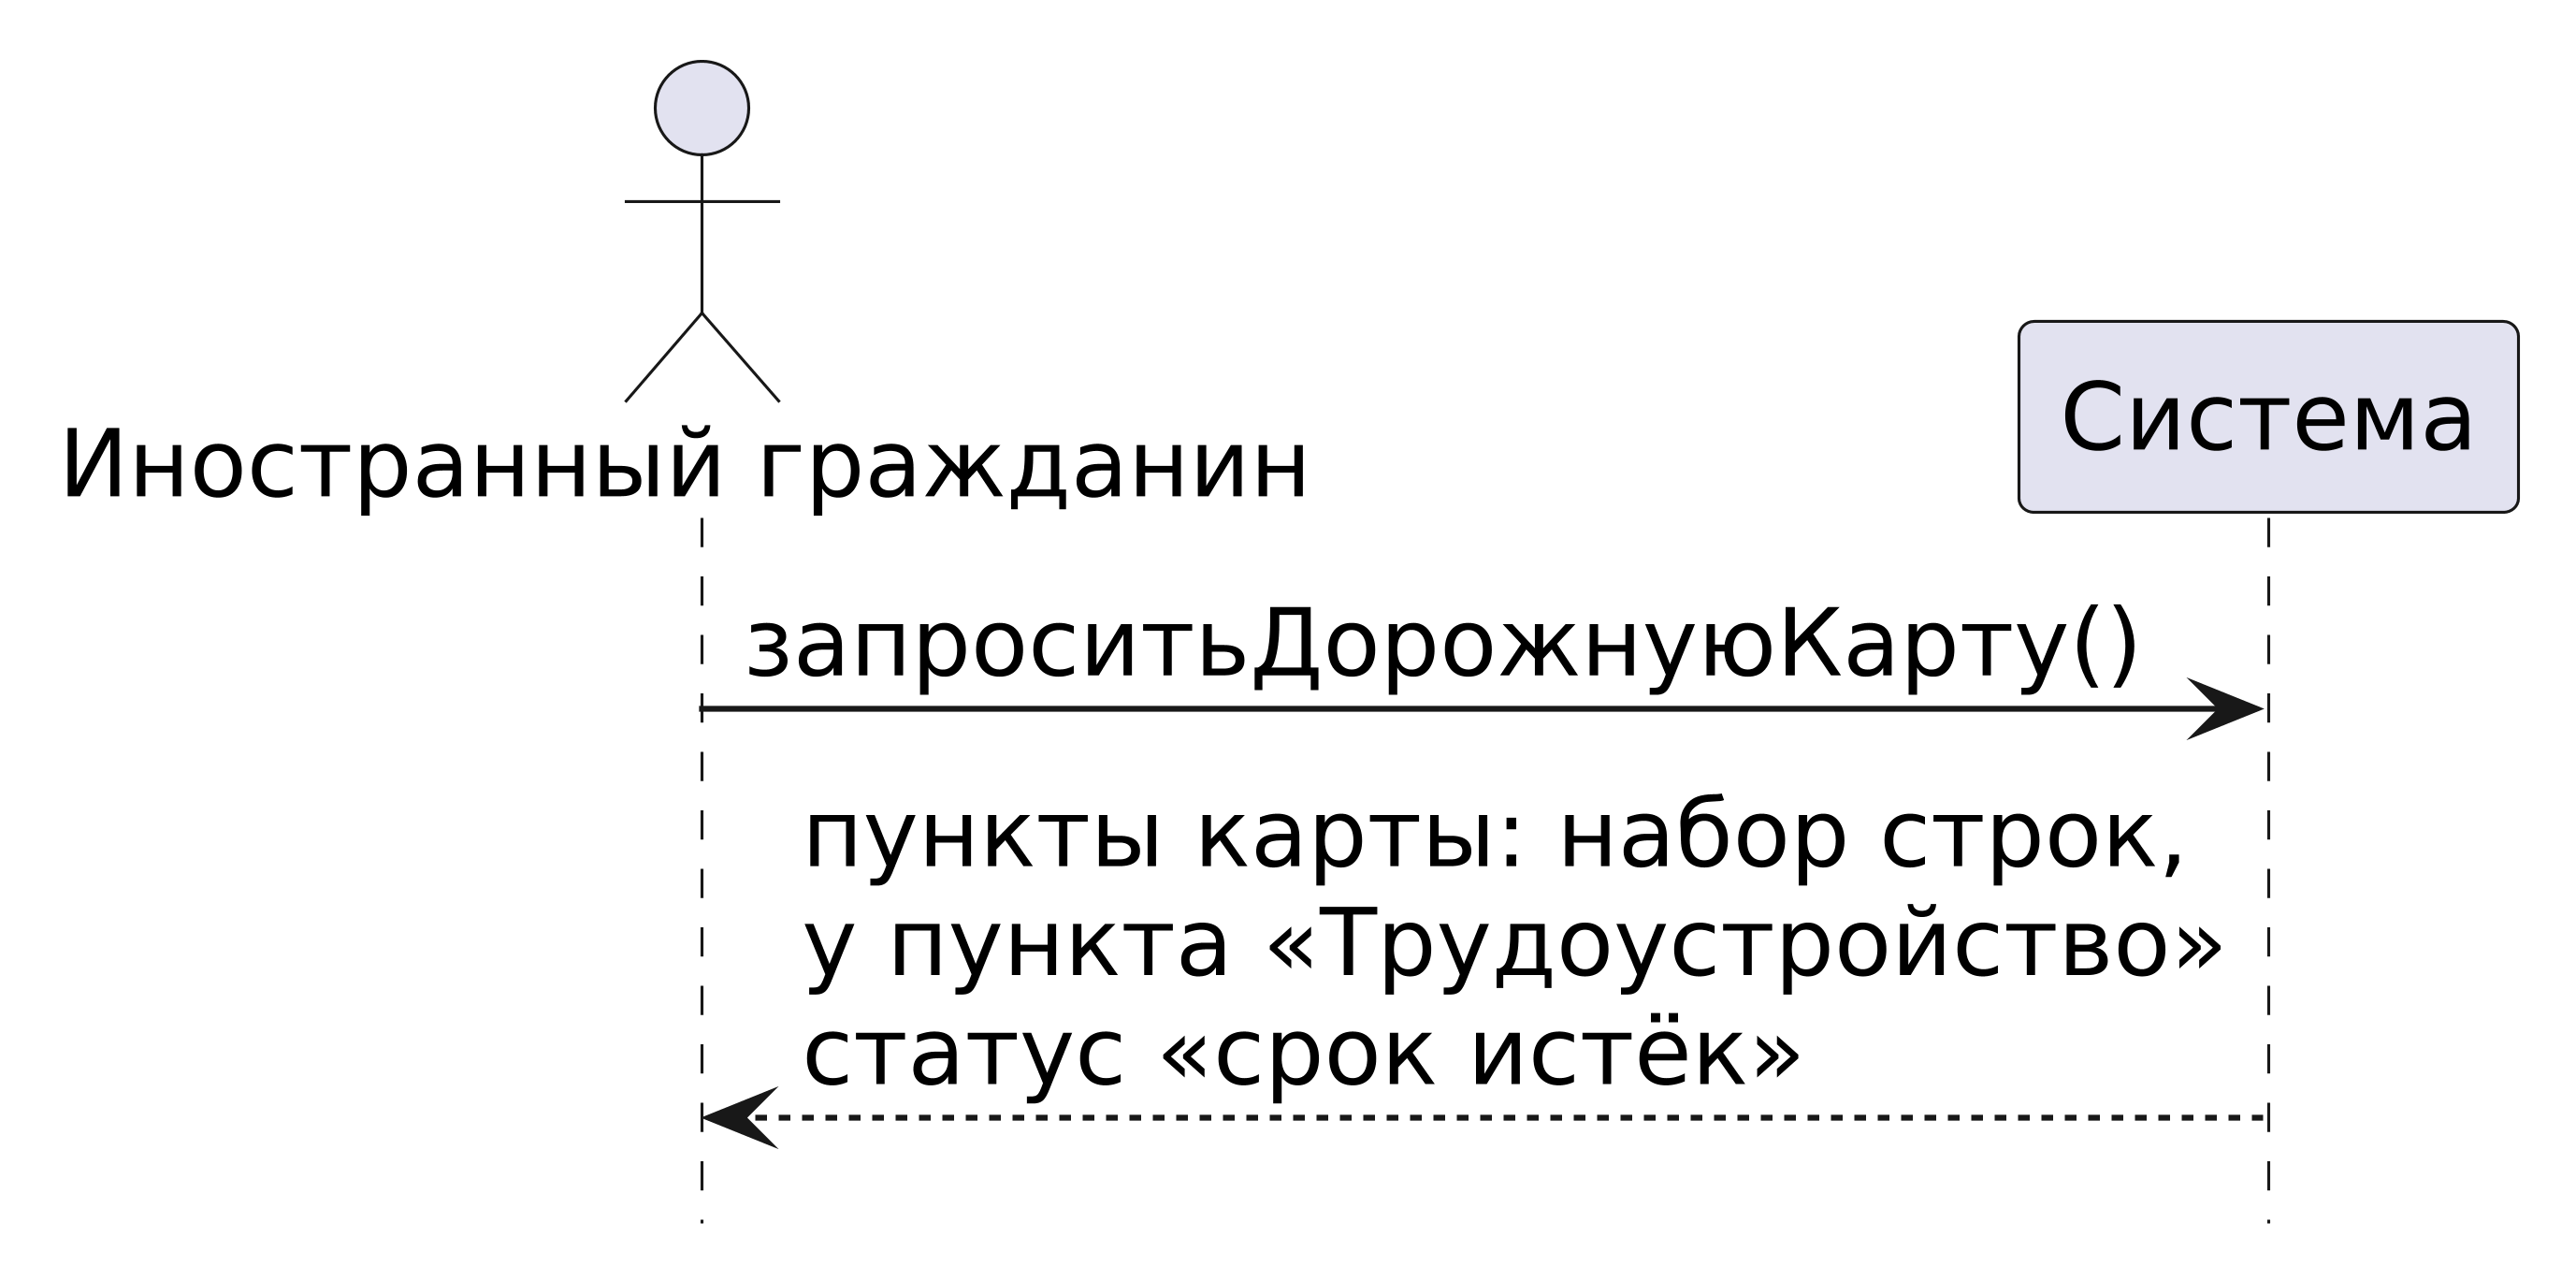 Иностранный гражданин
Система
запроситьДорожнуюКарту()
пункты карты: набор строк,
у пункта «Трудоустройство»
статус «срок истёк»